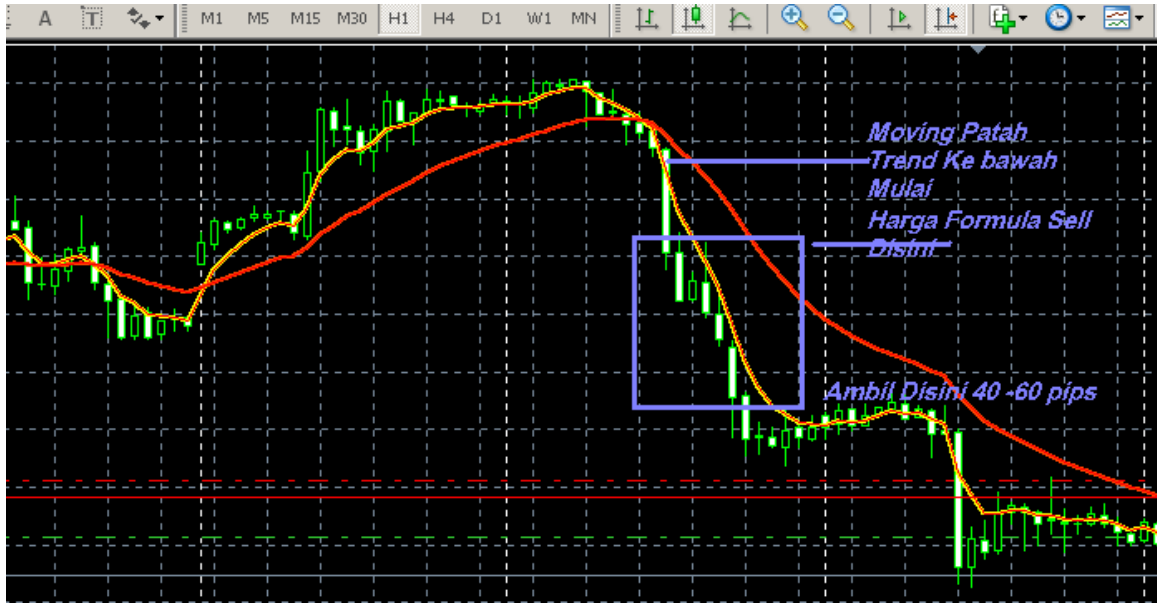 A T M1 M5 M15 M30 H1 H4 D1 W1 MN
Moving Patah
Trend Ke bawah
Mulai
Harga Formula Sell
Disini
Ambil Disini 40 -60 pips